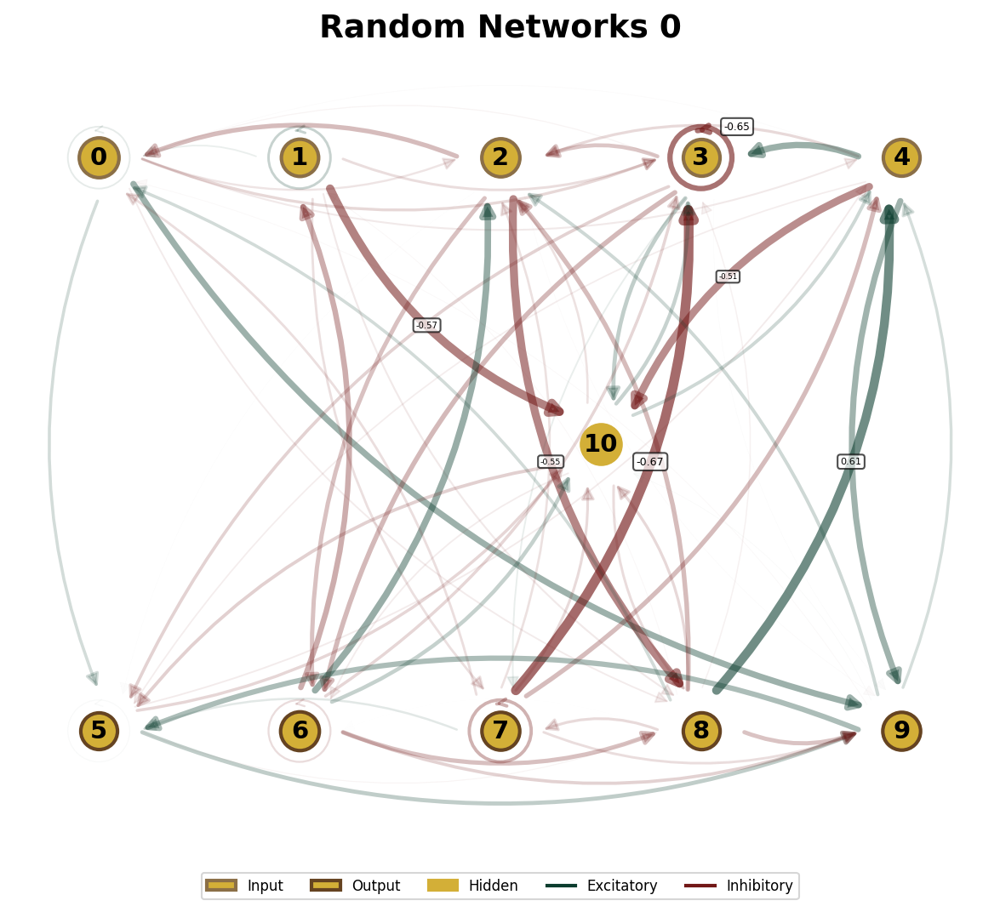 Random Networks 0
-0.65
0 1 2 3 4
-0.51
-0.57
10
-0.55 -0.67 0.61
5 6 7 8 9
Input Output Hidden Excitatory Inhibitory